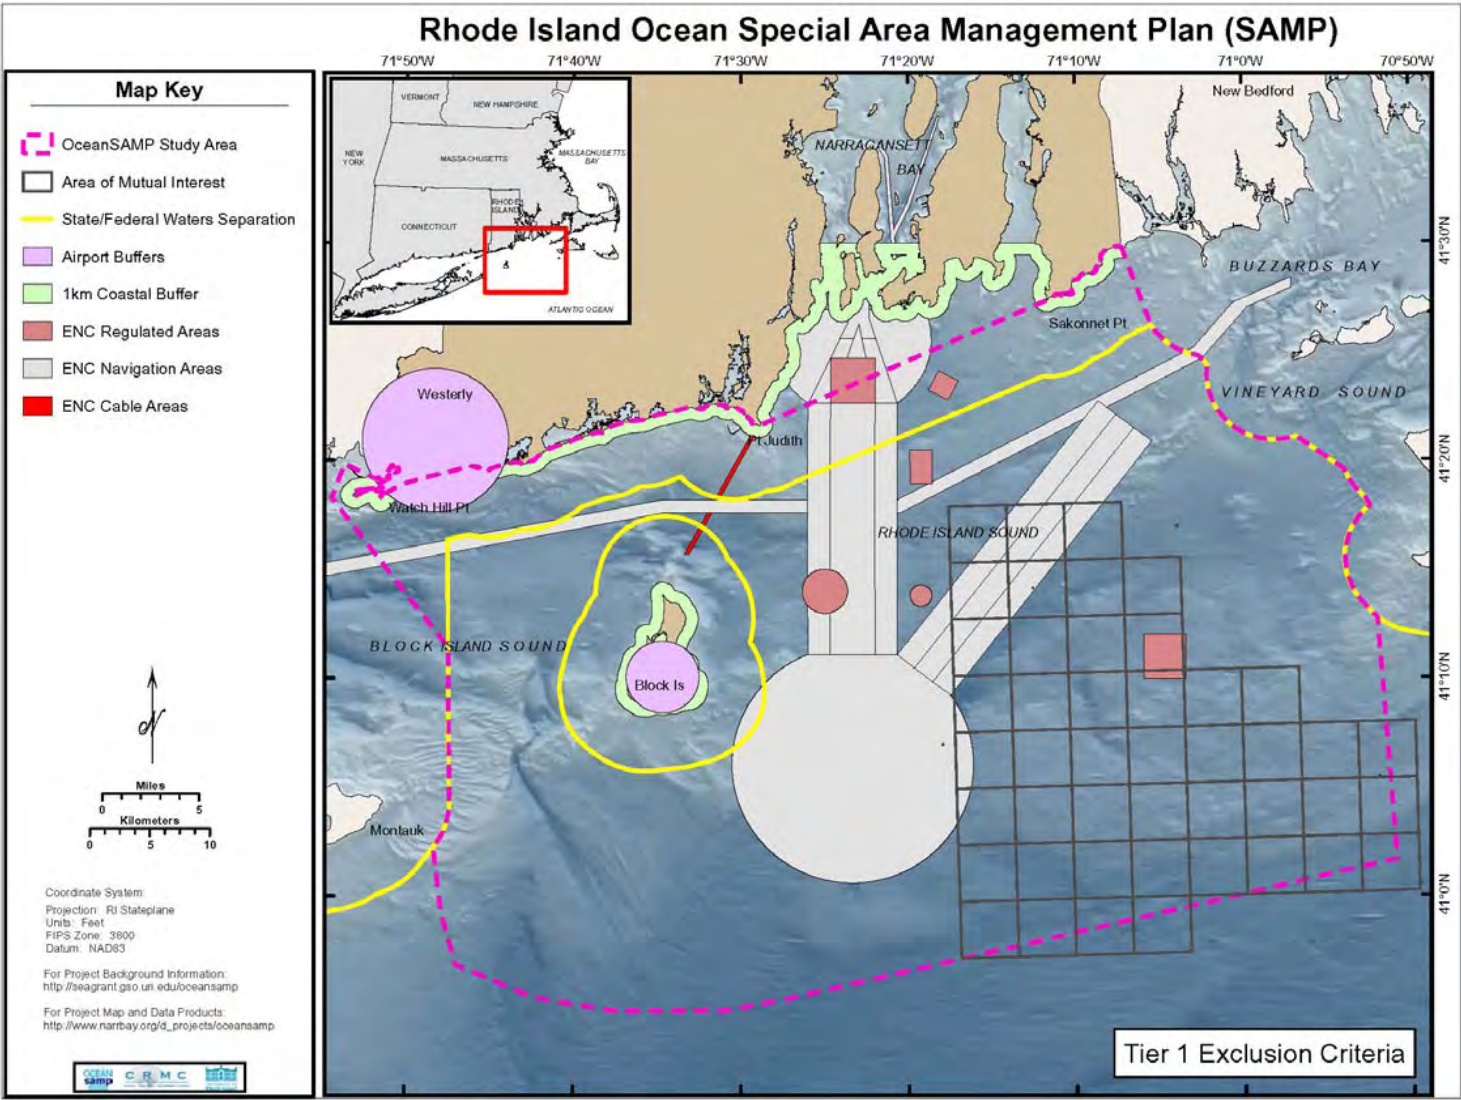 Rhode Island Ocean Special Area Management Plan (SAMP)
71°50'W
71°40'W
71°30'W
71°20'W
71°10'W
71°0'W
70°50'W
Map Key
OceanSAMP Study Area
Area of Mutual Interest
State/Federal Waters Separation
Airport Buffers
1km Coastal Buffer
ENC Regulated Areas
ENC Navigation Areas
ENC Cable Areas
VERMONT
NEW HAMPSHIRE
NEW
YORK
MASSACHUSETTS
MASSACHUSETTS
BAY
CONNECTICUT
RHODE
ISLAND
ATLANTIC OCEAN
New Bedford
NARRAGANSETT
BAY
41°30'N
BUZZARDS BAY
Sakonnet Pt
Westerly
VINEYARD SOUND
Pt Judith
41°20'N
Watch Hill Pt
RHODE ISLAND SOUND
BLOCK ISLAND SOUND
41°10'N
Block Is
Montauk
41°0'N
N
Miles
0 5
Kilometers
0 5 10
Coordinate System:
Projection: RI Stateplane
Units: Feet
FIPS Zone: 3800
Datum: NAD83
For Project Background Information:
http://seagrant.gso.uri.edu/oceansamp
For Project Map and Data Products:
http://www.narrbay.org/d_projects/oceansamp
OCEAN
samp
CRMC
Tier 1 Exclusion Criteria